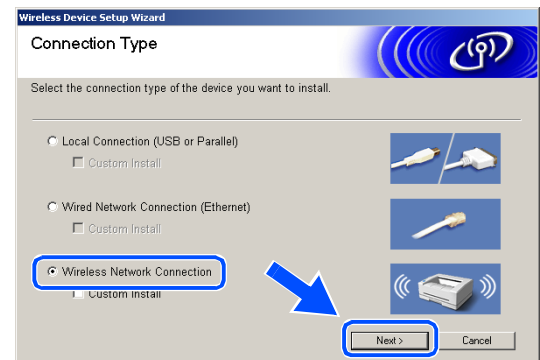 Wireless Device Setup Wizard
Connection Type
Select the connection type of the device you want to install.
Local Connection (USB or Parallel)
Custom Install
Wired Network Connection (Ethernet)
Custom Install
Wireless Network Connection
Custom Install
Next > Cancel